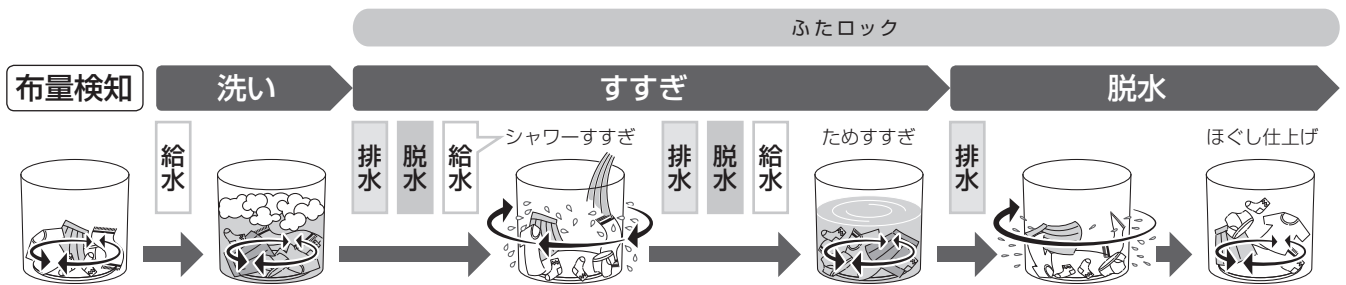 ふたロック
布量検知
洗い
すすぎ
脱水
給水
排水
脱水
給水
シャワーすすぎ
排水
脱水
給水
ためすすぎ
排水
ほぐし仕上げ